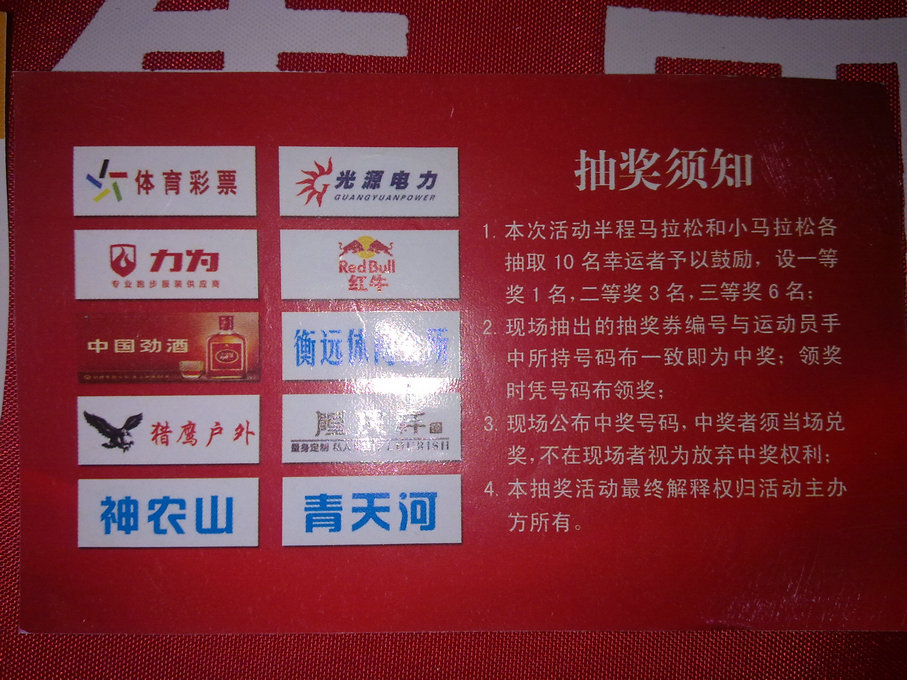 体育彩票
光源电力
GUANGYUANPOWER
力为
专业跑步服装供应商
Red Bull
红牛
中国劲酒
衡远休
猎鹰户外
量身定制 私人
神农山
青天河
抽奖须知
1. 本次活动半程马拉松和小马拉松各
抽取 10 名幸运者予以鼓励，设一等
奖 1 名,二等奖 3 名,三等奖 6 名；
2. 现场抽出的抽奖券编号与运动员手
中所持号码布一致即为中奖；领奖
时凭号码布领奖；
3. 现场公布中奖号码,中奖者须当场兑
奖,不在现场者视为放弃中奖权利；
4. 本抽奖活动最终解释权归活动主办
方所有。